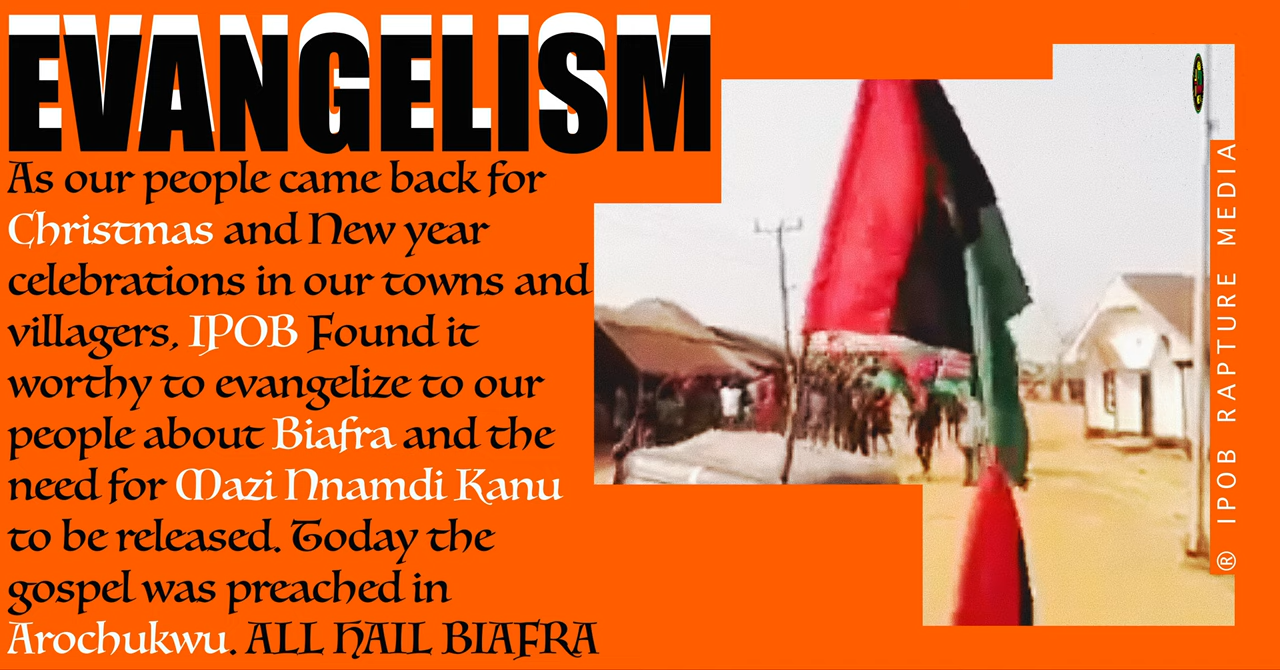 EVANGELISM
As our people came back for
Christmas and New year
celebrations in our towns and
villagers, IPOB Found it
worthy to evangelize to our
people about Biafra and the
need for Mazi Nnamdi Kanu
to be released. Today the
gospel was preached in
Arochukwu. ALL HAIL BIAFRA
® IPOB RAPTURE MEDIA